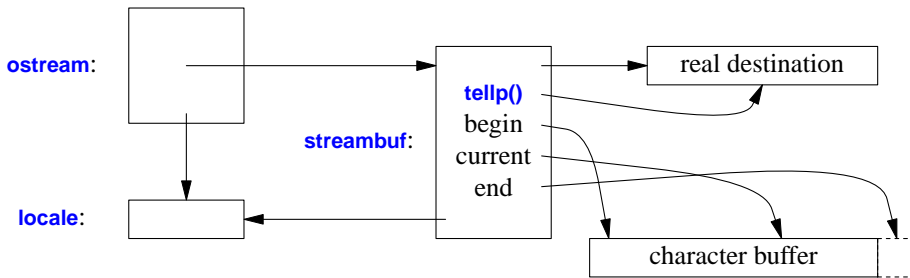 ostream:
real destination
tellp()
begin
streambuf:
current
end
locale:
character buffer